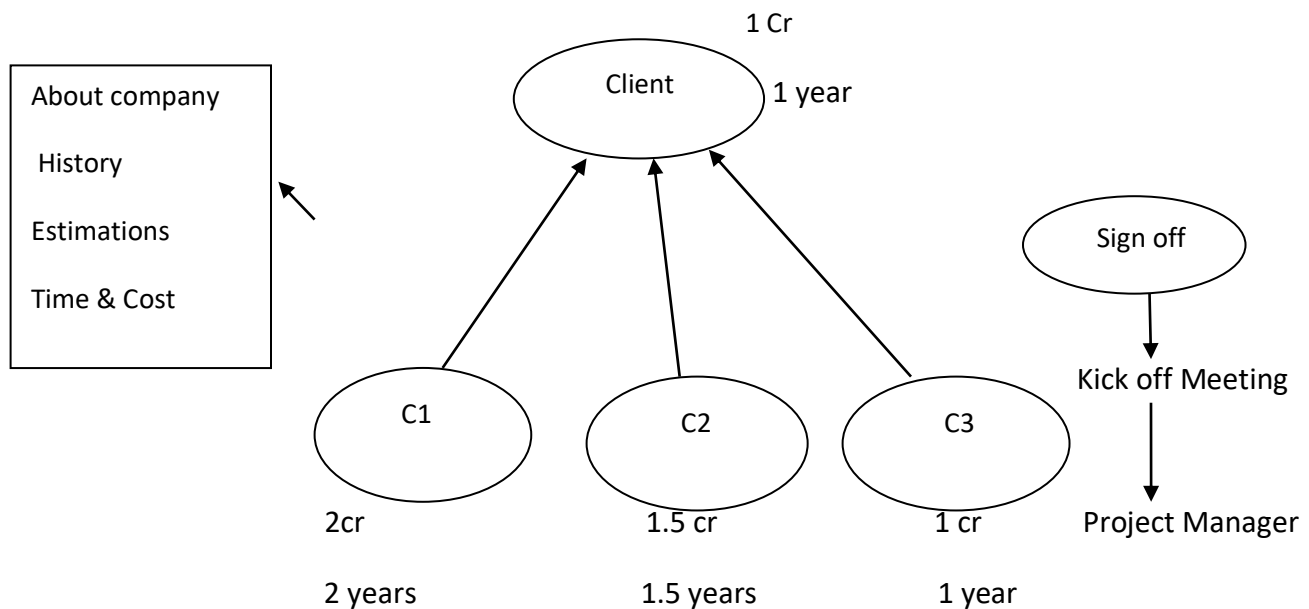 1 Cr
Client
1 year
About company
History
Estimations
Time & Cost
Sign off
Kick off Meeting
C1
C2
C3
2cr
1.5 cr
1 cr
Project Manager
2 years
1.5 years
1 year